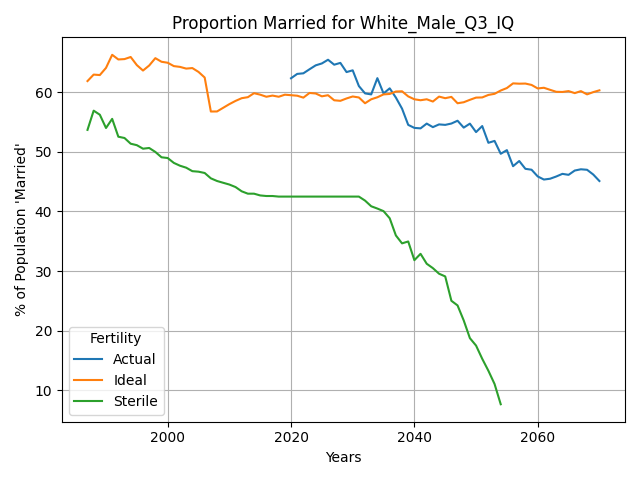 Proportion Married for White_Male_Q3_IQ
% of Population 'Married'
60
50
40
30
20
10
Fertility
Actual
Ideal
Sterile
2000 2020 2040 2060
Years